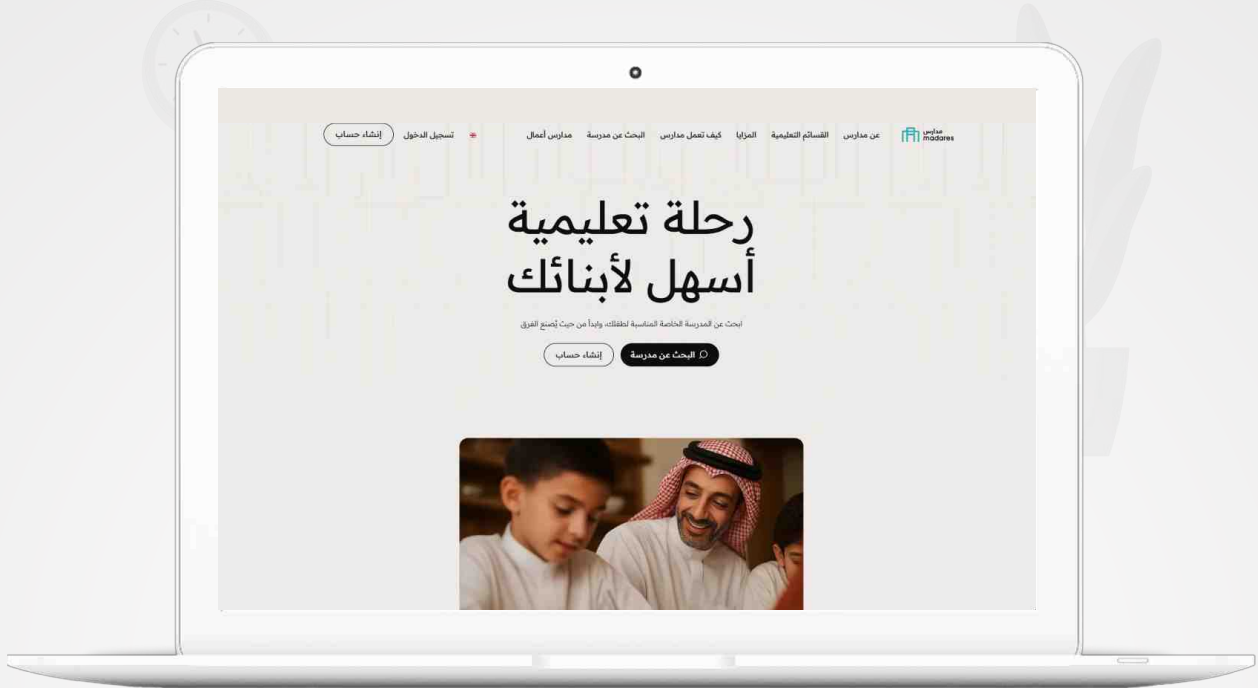 مدارس
madares
عن مدارس
القسائم التعليمية
المزايا
كيف تعمل مدارس
البحث عن مدرسة
مدارس أعمال
تسجيل الدخول
إنشاء حساب
رحلة تعليمية
أسهل لأبنائك
ابحث عن المدرسة الخاصة المناسبة لطفلك، وابدأ من حيث يُصنع الفرق
البحث عن مدرسة
إنشاء حساب